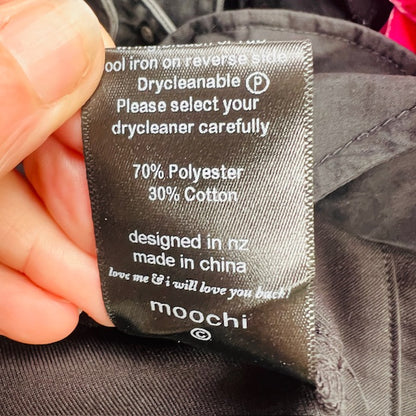 ool iron on reverse side
Drycleanable Ⓟ
Please select your
drycleaner carefully
70% Polyester
30% Cotton
designed in nz
made in china
love me & i will love you back!
moochi
©